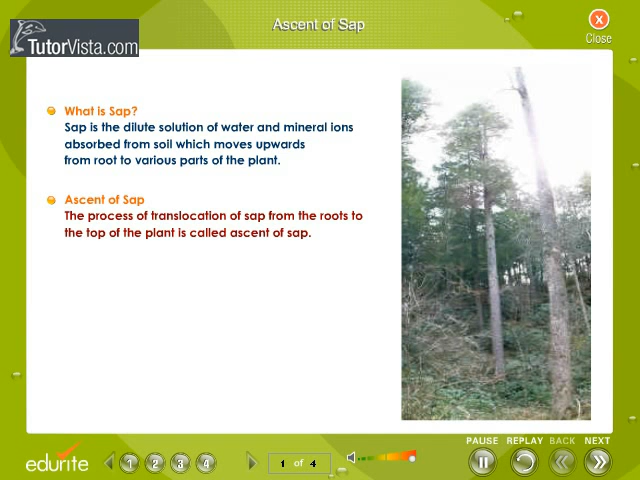 Ascent of Sap
TutorVista.com
x
Close
What is Sap?
Sap is the dilute solution of water and mineral ions
absorbed from soil which moves upwards
from root to various parts of the plant.
Ascent of Sap
The process of translocation of sap from the roots to
the top of the plant is called ascent of sap.
PAUSE REPLAY BACK NEXT
edurite
1 2 3 4
1 of 4